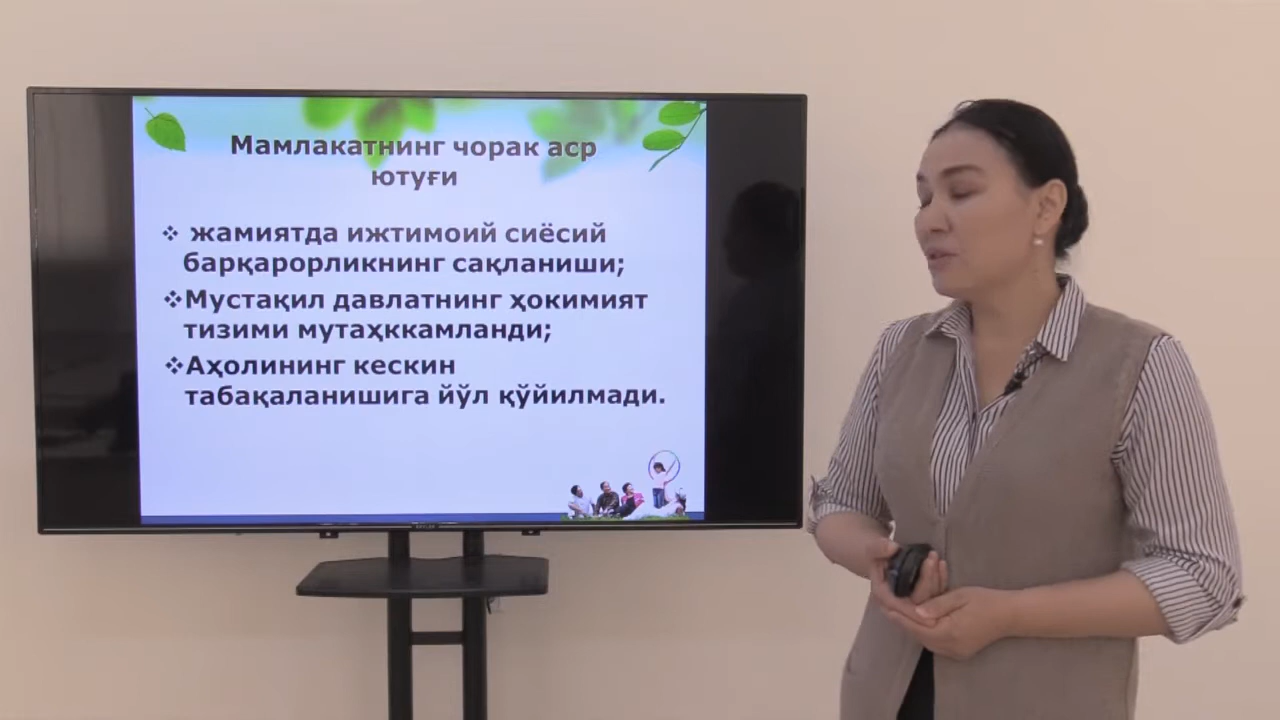 Мамлакатнинг чорак аср
ютуғи
❖ жамиятда ижтимоий сиёсий
барқарорликнинг сақланиши;
❖Мустақил давлатнинг ҳокимият
тизими мутаҳккамланди;
❖Аҳолининг кескин
табақаланишига йўл қўйилмади.